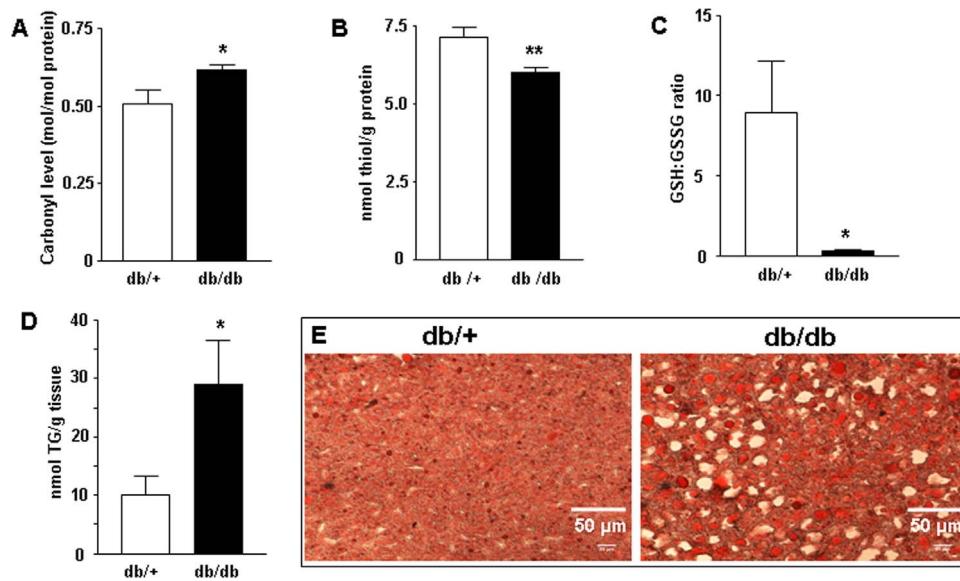 A
Carbonyl level (mol/mol protein)
0.75
0.50
0.25
0
*
db/+
db/db
B
nmol thiol/g protein
7.5
5.0
2.5
0
**
db /+
db /db
C
GSH:GSSG ratio
15
10
5
0
*
db/+
db/db
D
nmol TG/g tissue
40
30
20
10
0
*
db/+
db/db
E
db/+
db/db
50 µm
50 µm